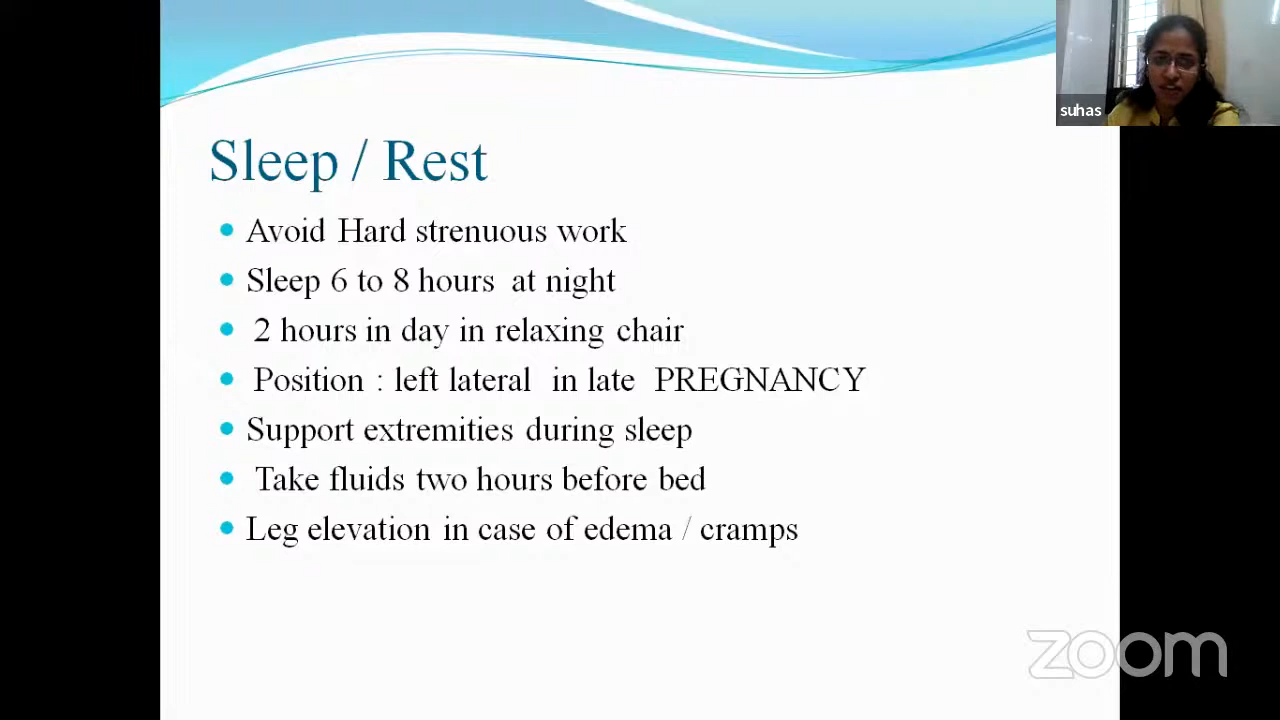 suhas
Sleep / Rest
Avoid Hard strenuous work
Sleep 6 to 8 hours at night
2 hours in day in relaxing chair
Position : left lateral in late PREGNANCY
Support extremities during sleep
Take fluids two hours before bed
Leg elevation in case of edema / cramps
zoom